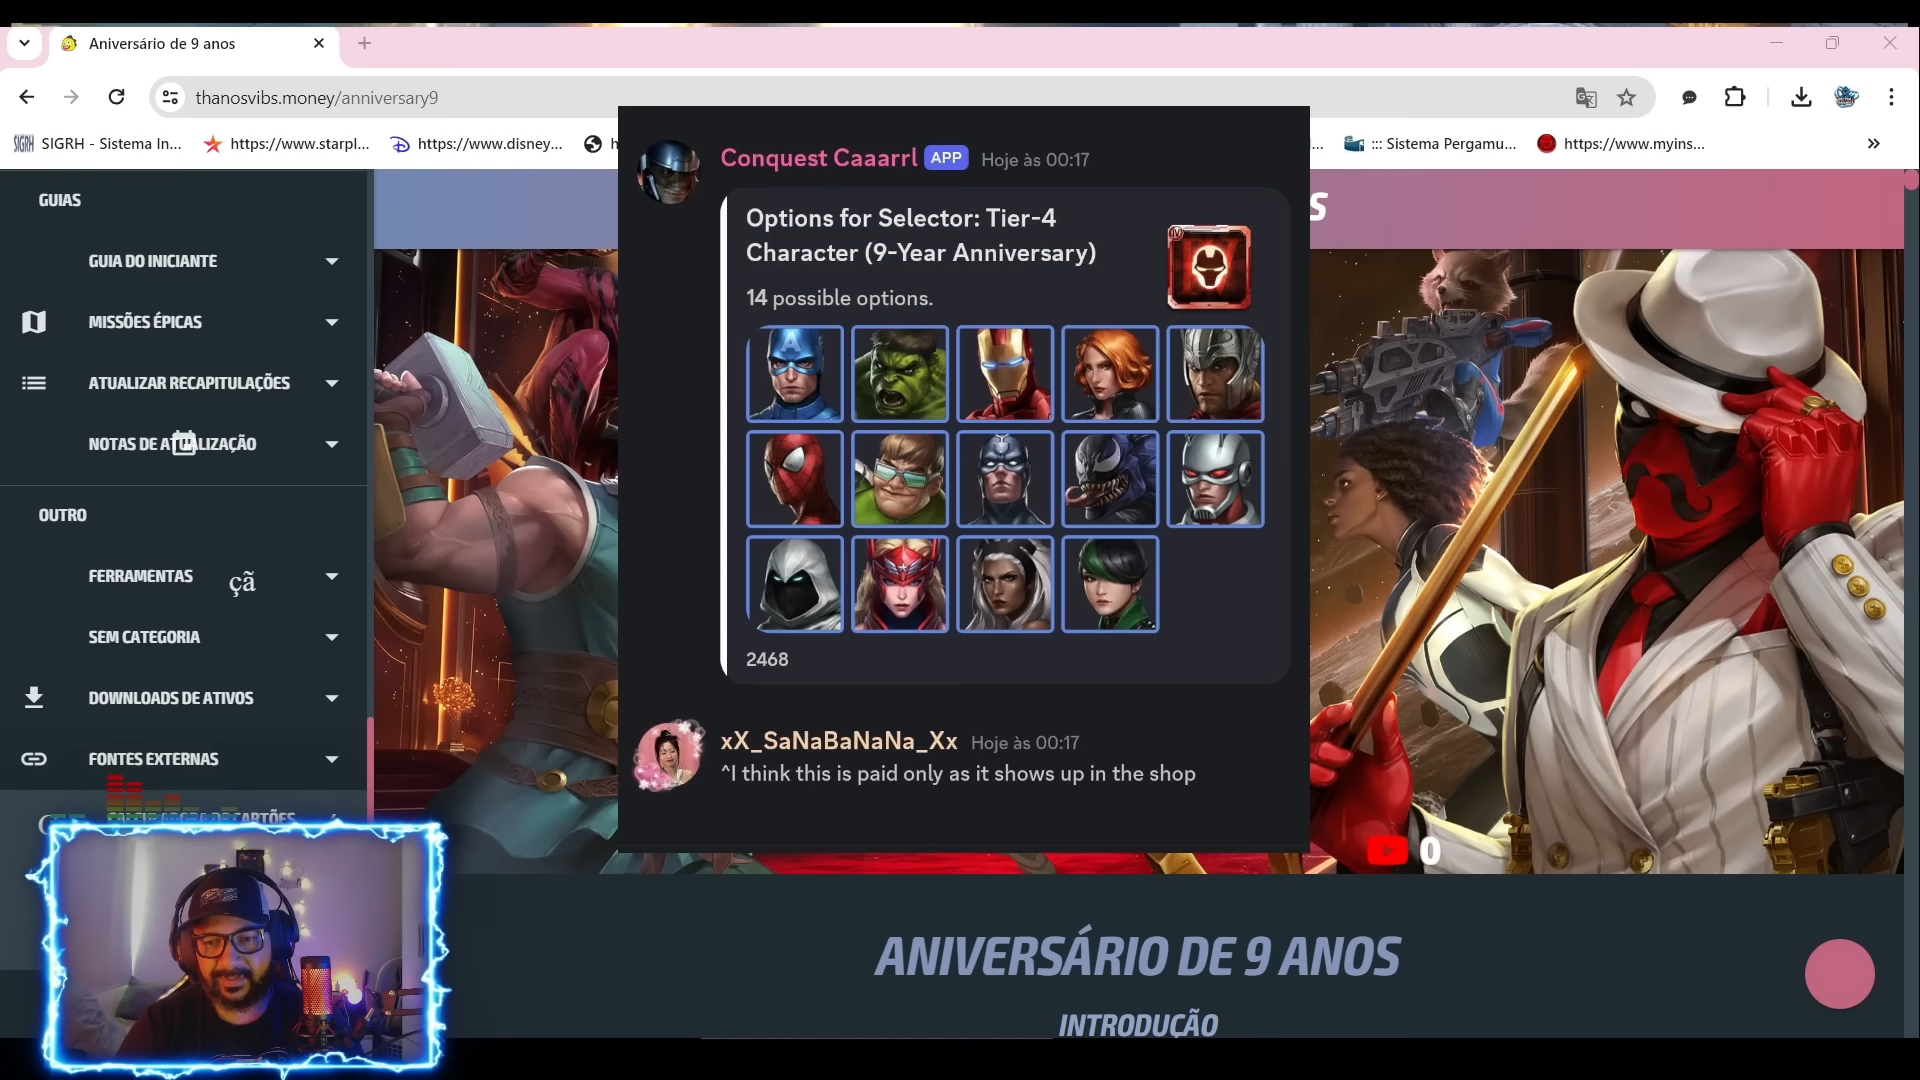 Aniversário de 9 anos
thanosvibs.money/anniversary9
SIGRH - Sistema In...
https://www.starpl...
https://www.disney...
h
...
::: Sistema Pergamu...
https://www.myins...
GUIAS
GUIA DO INICIANTE
MISSÕES ÉPICAS
ATUALIZAR RECAPITULAÇÕES
NOTAS DE ATUALIZAÇÃO
OUTRO
FERRAMENTAS
çã
SEM CATEGORIA
DOWNLOADS DE ATIVOS
FONTES EXTERNAS
CARTÕES
S
Conquest Caaarrl APP Hoje às 00:17
Options for Selector: Tier-4
Character (9-Year Anniversary)
IV
14 possible options.
2468
xX_SaNaBaNaNa_Xx Hoje às 00:17
^I think this is paid only as it shows up in the shop
0
ANIVERSÁRIO DE 9 ANOS
INTRODUÇÃO